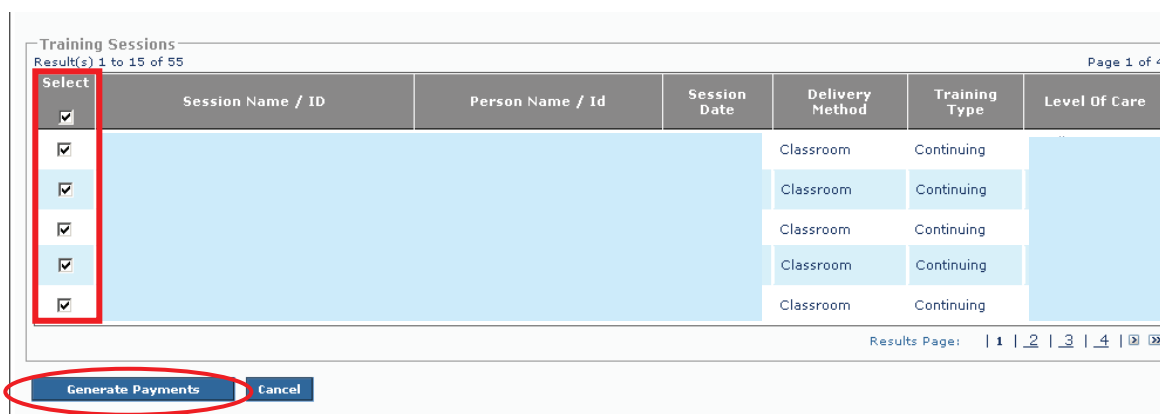 Training Sessions
Result(s) 1 to 15 of 55 Page 1 of 4
Select Session Name / ID Person Name / Id Session Date Delivery Method Training Type Level Of Care
Classroom Continuing
Classroom Continuing
Classroom Continuing
Classroom Continuing
Classroom Continuing
Results Page: | 1 | 2 | 3 | 4 |
Generate Payments Cancel